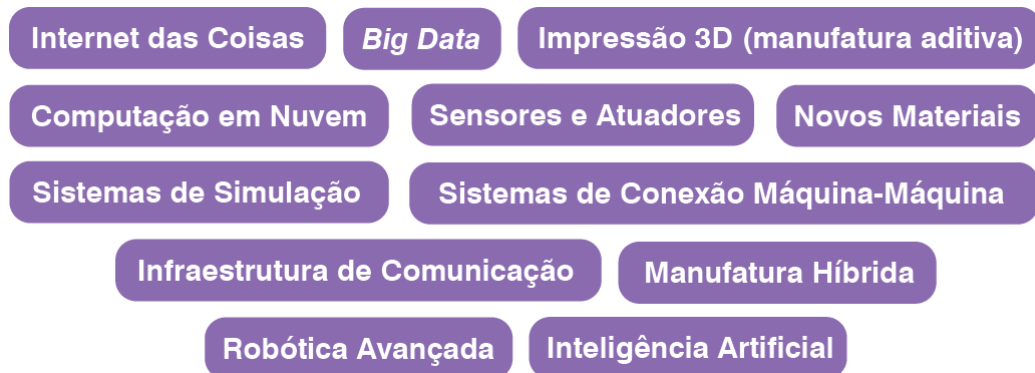 Internet das Coisas Big Data Impressão 3D (manufatura aditiva)
Computação em Nuvem Sensores e Atuadores Novos Materiais
Sistemas de Simulação Sistemas de Conexão Máquina-Máquina
Infraestrutura de Comunicação Manufatura Híbrida
Robótica Avançada Inteligência Artificial